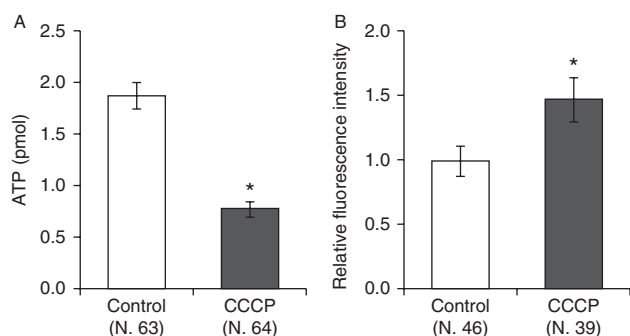 A
B
2.5
2.0
1.5
1.0
0.5
0.0
ATP (pmol)
*
Control
(N. 63)
CCCP
(N. 64)
2.0
1.5
1.0
0.5
0.0
Relative fluorescence intensity
*
Control
(N. 46)
CCCP
(N. 39)